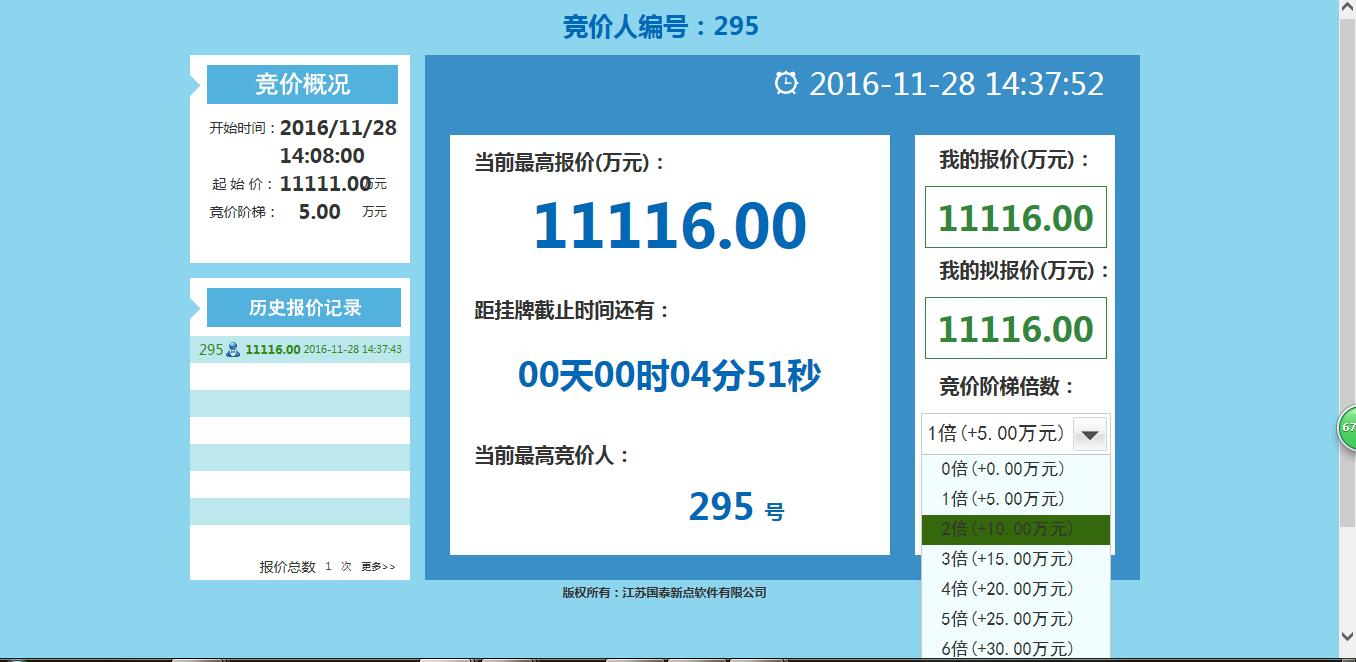 竞价人编号：295
竞价概况
开始时间：2016/11/28
14:08:00
起 始 价：11111.00万元
竞价阶梯：5.00 万元
历史报价记录
295 11116.00 2016-11-28 14:37:43
报价总数 1 次 更多>>
2016-11-28 14:37:52
当前最高报价(万元)：
11116.00
距挂牌截止时间还有：
00天00时04分51秒
当前最高竞价人：
295 号
我的报价(万元)：
11116.00
我的拟报价(万元)：
11116.00
竞价阶梯倍数：
1倍(+5.00万元)
0倍(+0.00万元)
1倍(+5.00万元)
2倍(+10.00万元)
3倍(+15.00万元)
4倍(+20.00万元)
5倍(+25.00万元)
6倍(+30.00万元)
版权所有：江苏国泰新点软件有限公司
67